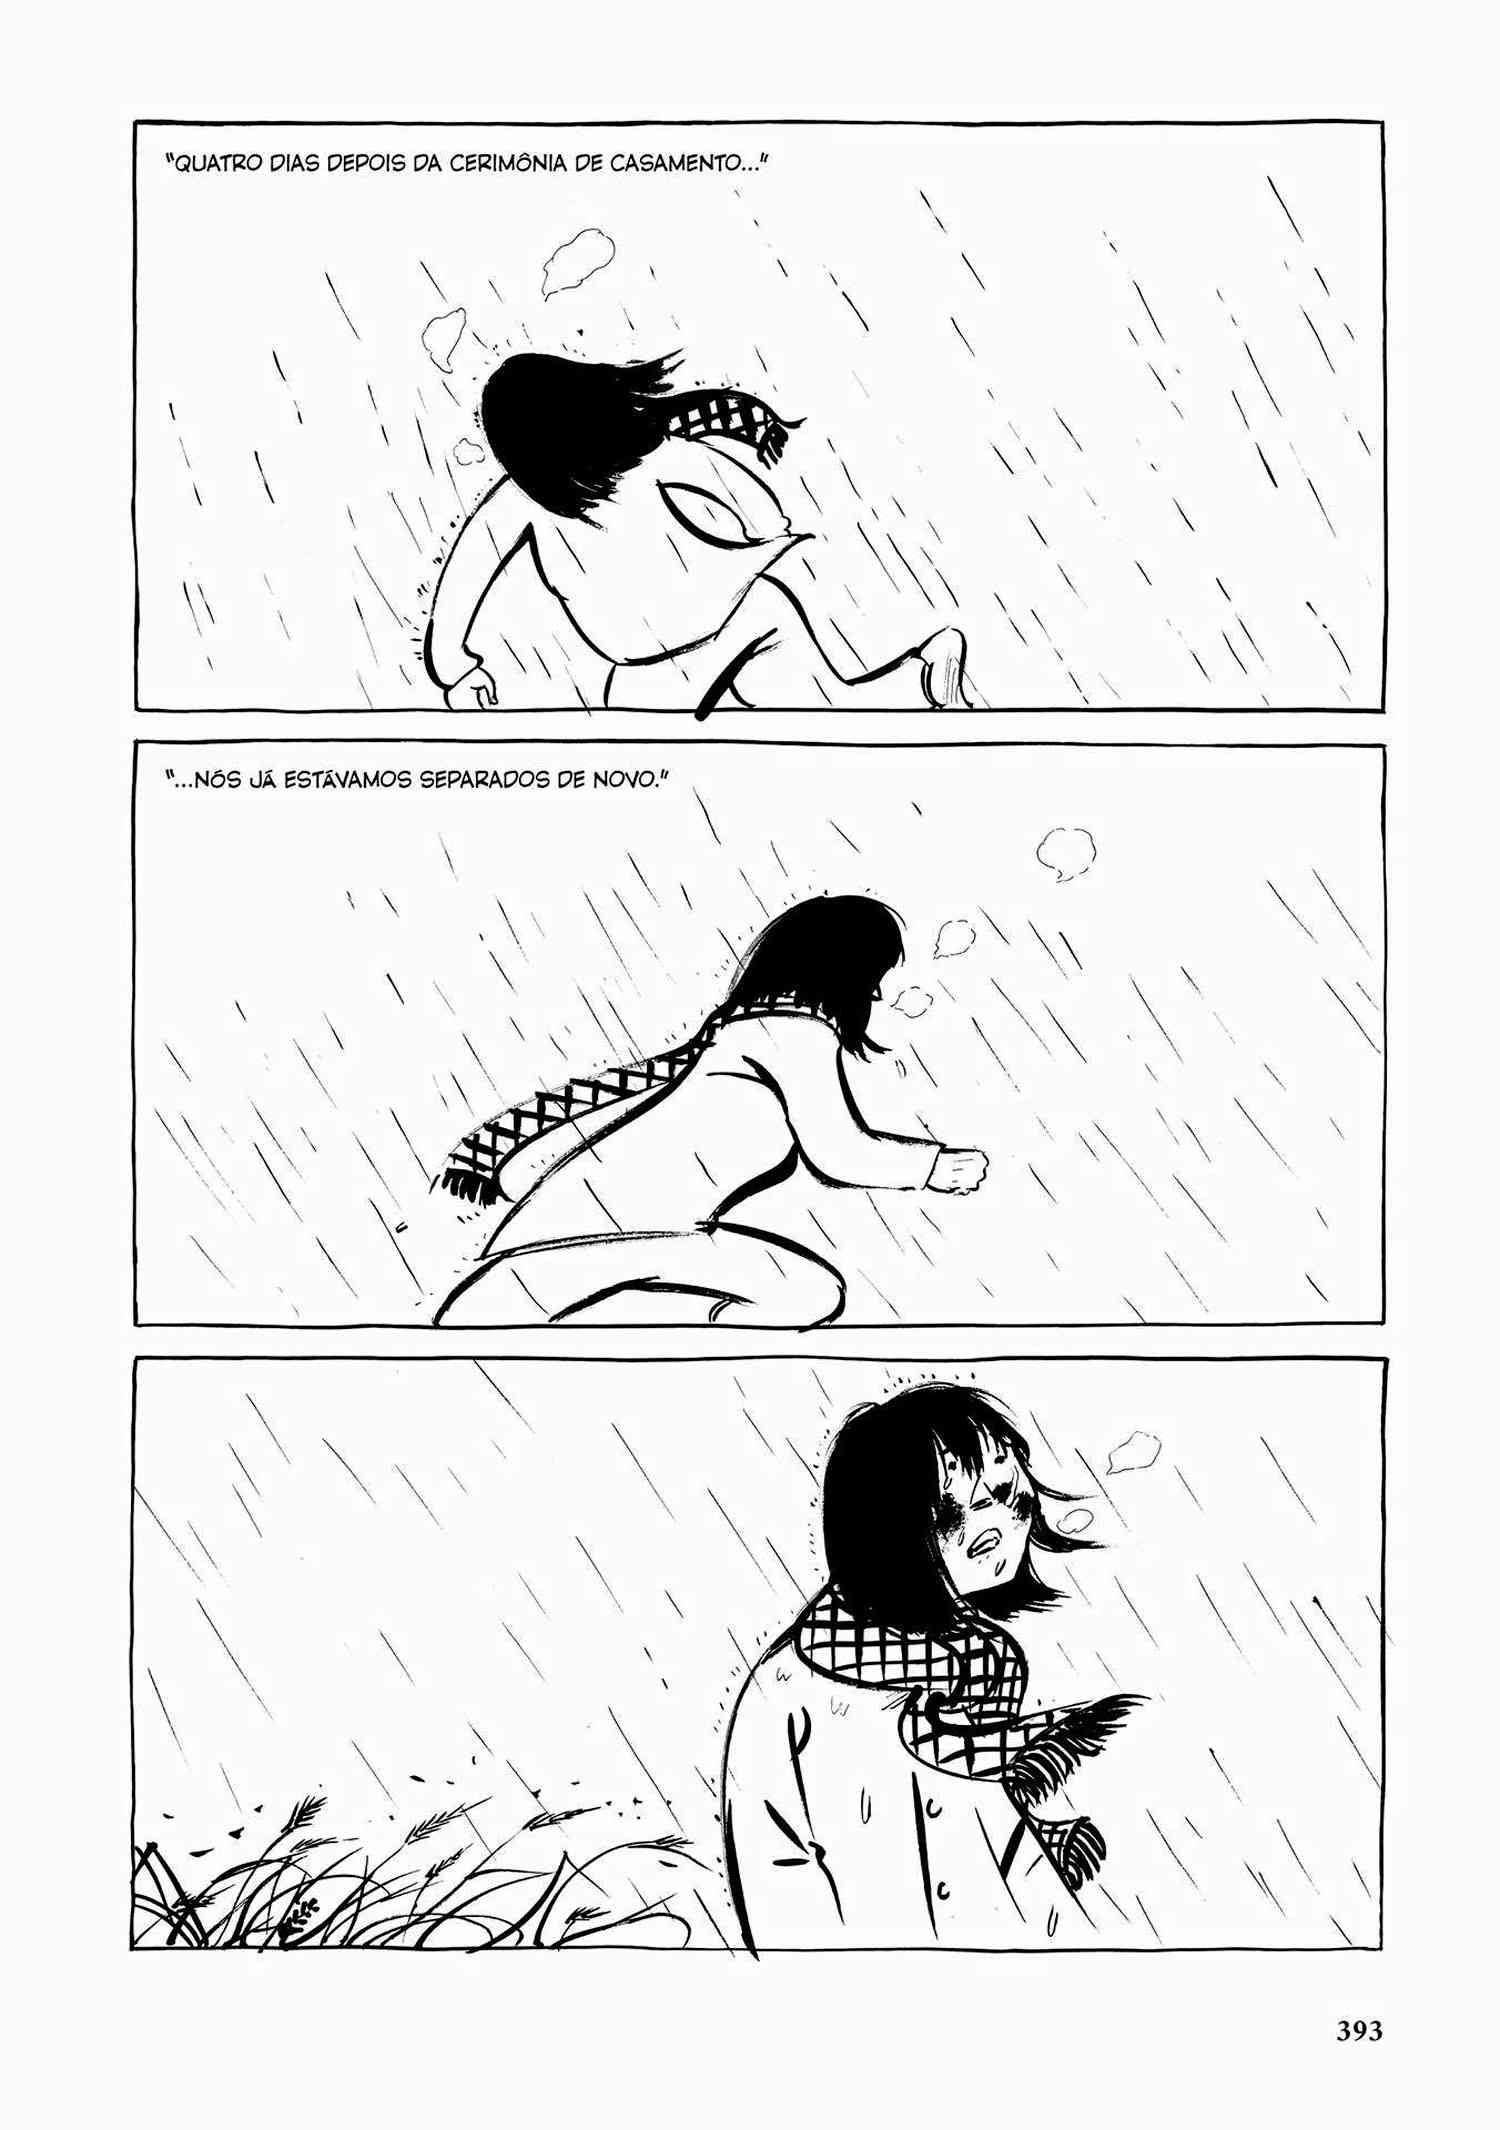 "QUATRO DIAS DEPOIS DA CERIMÔNIA DE CASAMENTO..."
"...NÓS JÁ ESTÁVAMOS SEPARADOS DE NOVO."
393